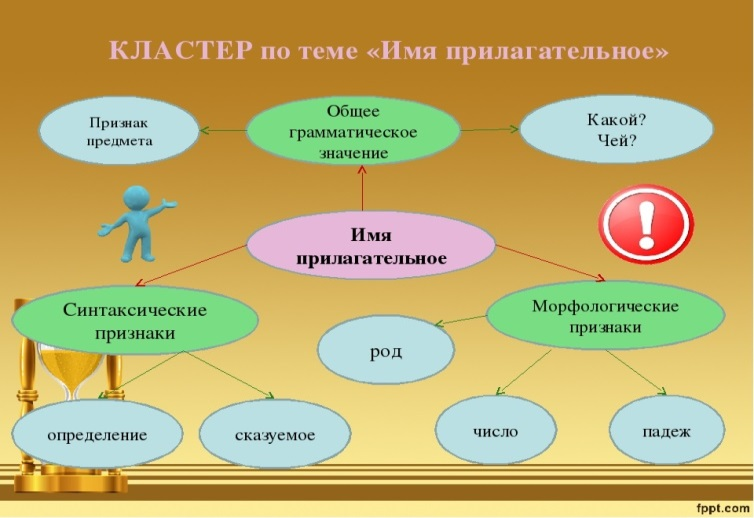 КЛАСТЕР по теме «Имя прилагательное»
Признак
предмета
Общее
грамматическое
значение
Какой?
Чей?
Имя
прилагательное
Синтаксические
признаки
Морфологические
признаки
род
определение
сказуемое
число
падеж
fppt.com